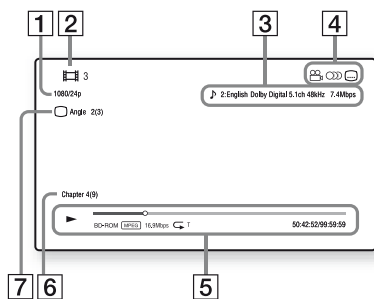 1 2 3 4
3
1080/24p
2:English Dolby Digital 5.1ch 48kHz 7.4Mbps
Angle 2(3)
Chapter 4(9)
BD-ROM MPEG 16.9Mbps T 50:42:52/99:59:59
7 6 5